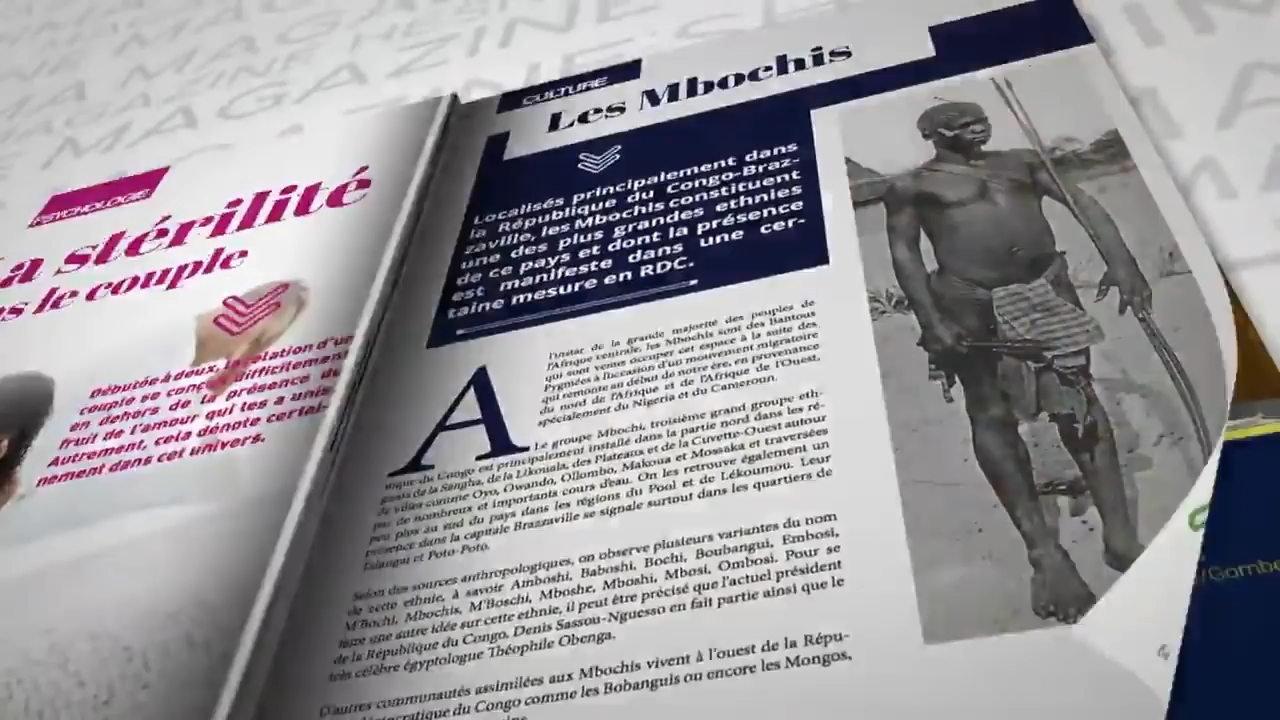 PSYCHOLOGIE
La stérilité
ns le couple
Débutée à deux, la relation d'un
couple se conçoit difficilement
en dehors de la présence du
fruit de l'amour qui les a unis.
Autrement, cela dénote certai-
nement dans cet univers.
CULTURE
Les Mbochis
Localisés principalement dans
la République du Congo-Braz-
zaville, les Mbochis constituent
une des plus grandes ethnies
de ce pays et dont la présence
est manifeste dans une cer-
taine mesure en RDC.
A
l'instar de la grande majorité des peuples de
l'Afrique centrale, les Mbochis sont des Bantous
qui sont venus occuper cet espace à la suite des
Pygmées à l'occasion d'un mouvement migratoire
qui remonte au début de notre ère, en provenance
du nord de l'Afrique et de l'Afrique de l'Ouest,
spécialement du Nigeria et du Cameroun.
Le groupe Mbochi, troisième grand groupe eth-
nique du Congo est principalement installé dans la partie nord dans les ré-
gions de la Sangha, de la Likouala, des Plateaux et de la Cuvette-Ouest autour
de villes comme Oyo, Owando, Ollombo, Makoua et Mossaka et traversées
par de nombreux et importants cours d'eau. On les retrouve également un
peu plus au sud du pays dans les régions du Pool et de Lékoumou. Leur
présence dans la capitale Brazzaville se signale surtout dans les quartiers de
Talangaï et Poto-Poto.
Selon des sources anthropologiques, on observe plusieurs variantes du nom
de cette ethnie, à savoir Amboshi, Baboshi, Bochi, Boubangui, Embosi,
M'Bochi, Mbochis, M'Boschi, Mboshe, Mboshi, Mbosi, Ombosi. Pour se
faire une autre idée sur cette ethnie, il peut être précisé que l'actuel président
de la République du Congo, Denis Sassou-Nguesso en fait partie ainsi que le
très célèbre égyptologue Théophile Obenga.
D'autres communautés assimilées aux Mbochis vivent à l'ouest de la Répu-
démocratique du Congo comme les Bobanguis ou encore les Mongos,
MAGAZINE
MAGAZINE
/Gambe